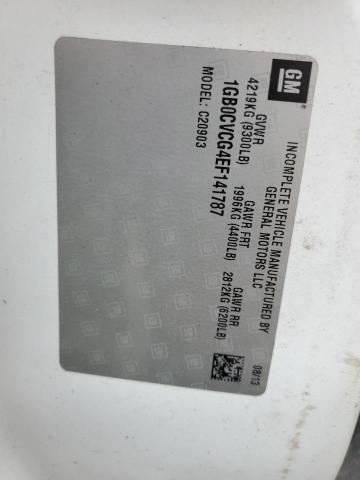 GM
INCOMPLETE VEHICLE MANUFACTURED BY
GENERAL MOTORS LLC
08/13
GVWR GAWR FRT GAWR RR
4219KG (9300LB) 1996KG (4400LB) 2812KG (6200LB)
1GB0CVCG4EF141787
MODEL: C20903